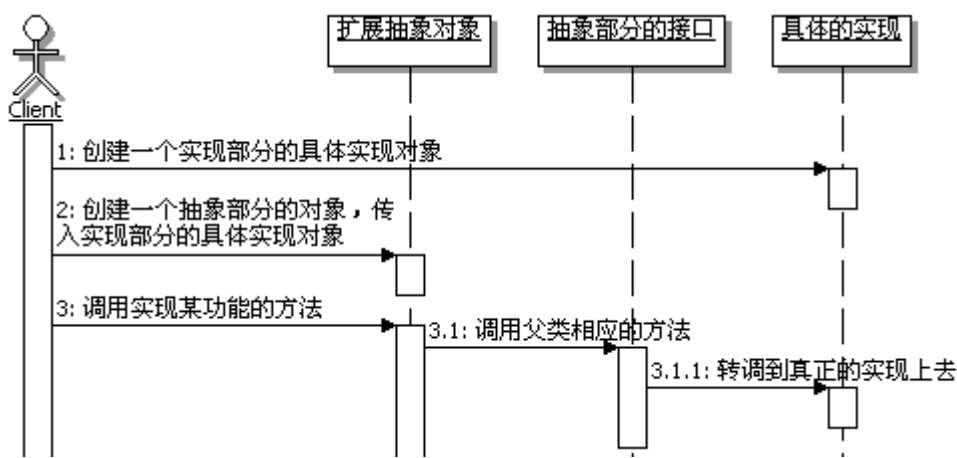 扩展抽象对象
抽象部分的接口
具体的实现
Client
1: 创建一个实现部分的具体实现对象
2: 创建一个抽象部分的对象，传
入实现部分的具体实现对象
3: 调用实现某功能的方法
3.1: 调用父类相应的方法
3.1.1: 转调到真正的实现上去